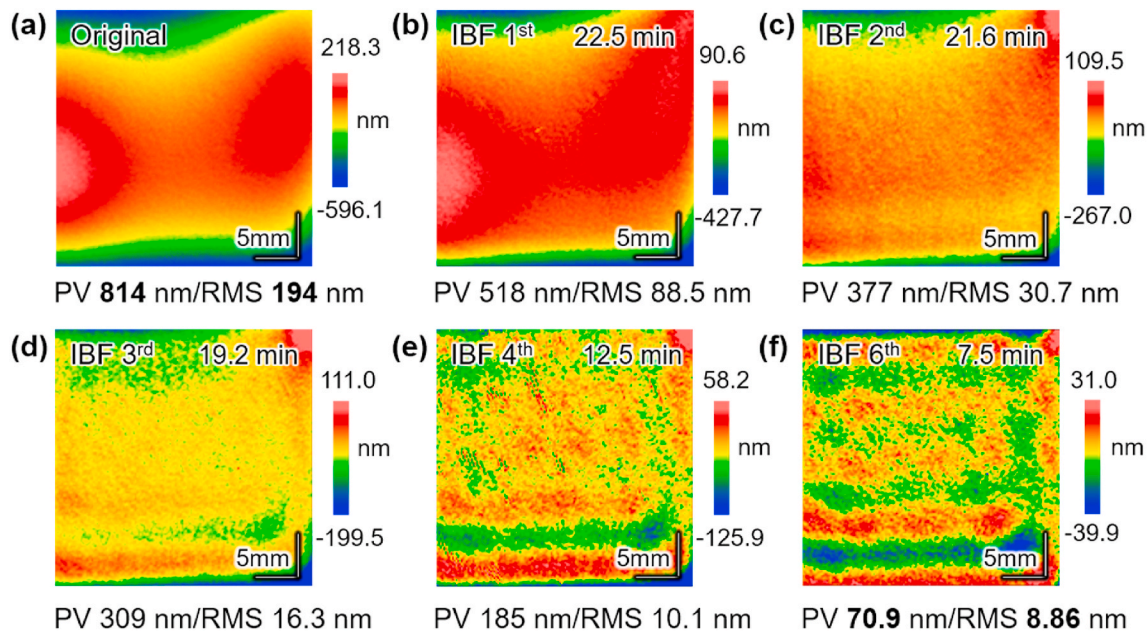 (a) Original
218.3
nm
-596.1
5mm
PV 814 nm/RMS 194 nm
(b) IBF 1st 22.5 min
90.6
nm
-427.7
5mm
PV 518 nm/RMS 88.5 nm
(c) IBF 2nd 21.6 min
109.5
nm
-267.0
5mm
PV 377 nm/RMS 30.7 nm
(d) IBF 3rd 19.2 min
111.0
nm
-199.5
5mm
PV 309 nm/RMS 16.3 nm
(e) IBF 4th 12.5 min
58.2
nm
-125.9
5mm
PV 185 nm/RMS 10.1 nm
(f) IBF 6th 7.5 min
31.0
nm
-39.9
5mm
PV 70.9 nm/RMS 8.86 nm